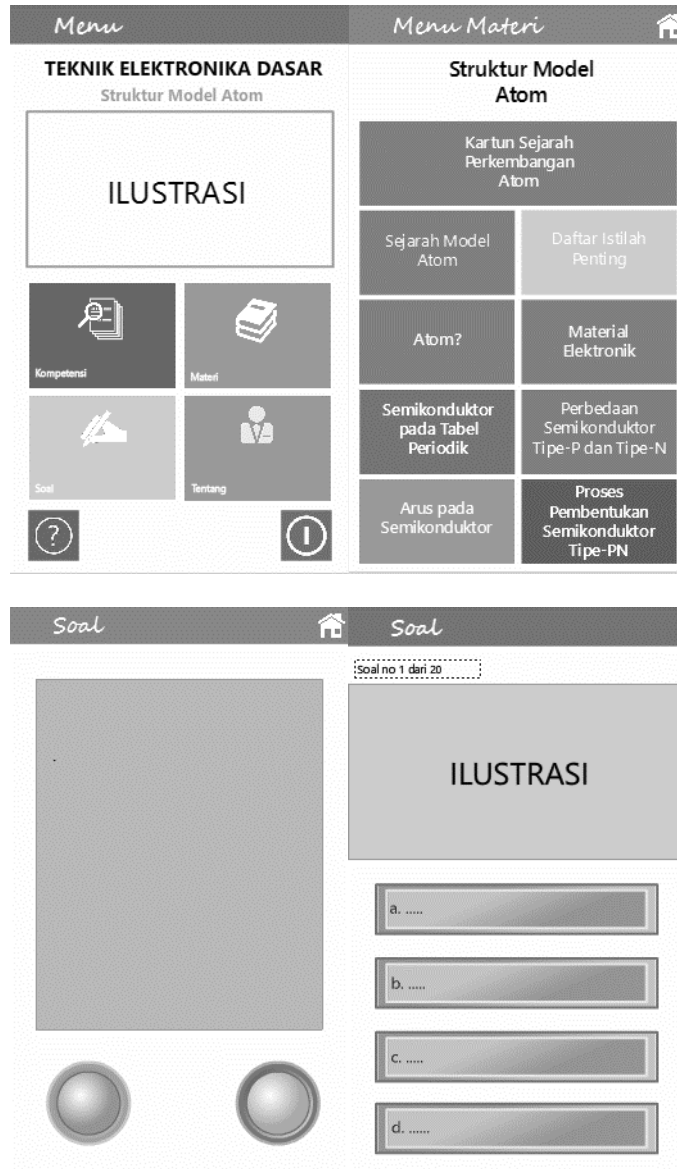 Menu
TEKNIK ELEKTRONIKA DASAR
Struktur Model Atom
ILUSTRASI
Kompetensi
Materi
Soal
Tentang
?
Menu Materi
Struktur Model
Atom
Kartun Sejarah
Perkembangan
Atom
Sejarah Model
Atom
Daftar Istilah
Penting
Atom?
Material
Elektronik
Semikonduktor
pada Tabel
Periodik
Perbedaan
Semikonduktor
Tipe-P dan Tipe-N
Arus pada
Semikonduktor
Proses
Pembentukan
Semikonduktor
Tipe-PN
Soal
Soal
Soal no 1 dari 20
ILUSTRASI
a. .....
b. .....
c. .....
d. ......